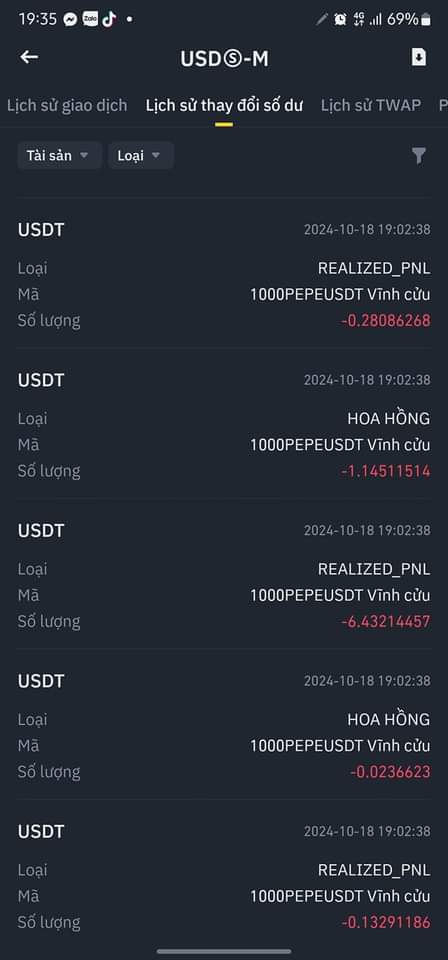 19:35 Zalo 4G 69%
USDⓈ-M
Lịch sử giao dịch Lịch sử thay đổi số dư Lịch sử TWAP P
Tài sản Loại
USDT 2024-10-18 19:02:38
Loại REALIZED_PNL
Mã 1000PEPEUSDT Vĩnh cửu
Số lượng -0.28086268
USDT 2024-10-18 19:02:38
Loại HOA HỒNG
Mã 1000PEPEUSDT Vĩnh cửu
Số lượng -1.14511514
USDT 2024-10-18 19:02:38
Loại REALIZED_PNL
Mã 1000PEPEUSDT Vĩnh cửu
Số lượng -6.43214457
USDT 2024-10-18 19:02:38
Loại HOA HỒNG
Mã 1000PEPEUSDT Vĩnh cửu
Số lượng -0.0236623
USDT 2024-10-18 19:02:38
Loại REALIZED_PNL
Mã 1000PEPEUSDT Vĩnh cửu
Số lượng -0.13291186